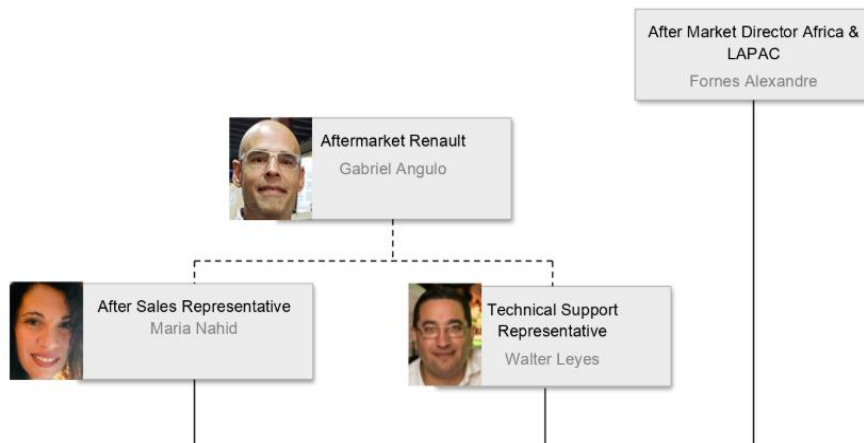 After Market Director Africa &
LAPAC
Fornes Alexandre
Aftermarket Renault
Gabriel Angulo
After Sales Representative
Maria Nahid
Technical Support
Representative
Walter Leyes